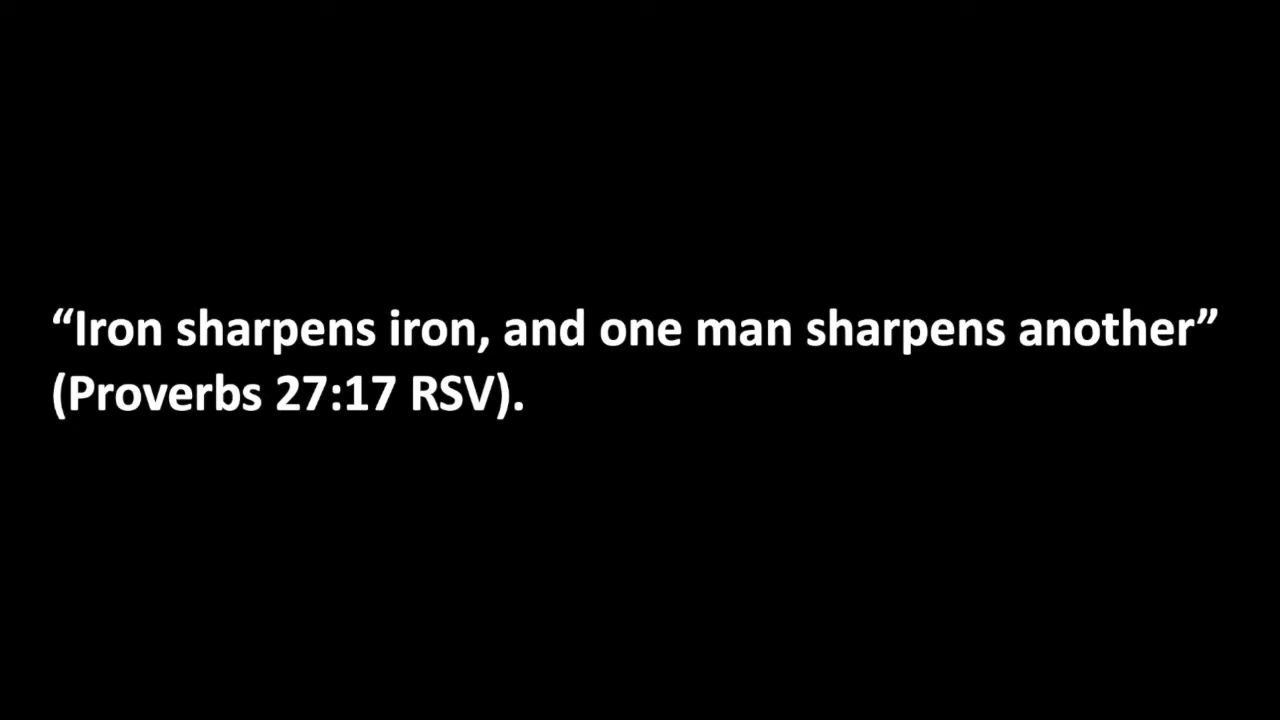 “Iron sharpens iron, and one man sharpens another”
(Proverbs 27:17 RSV).